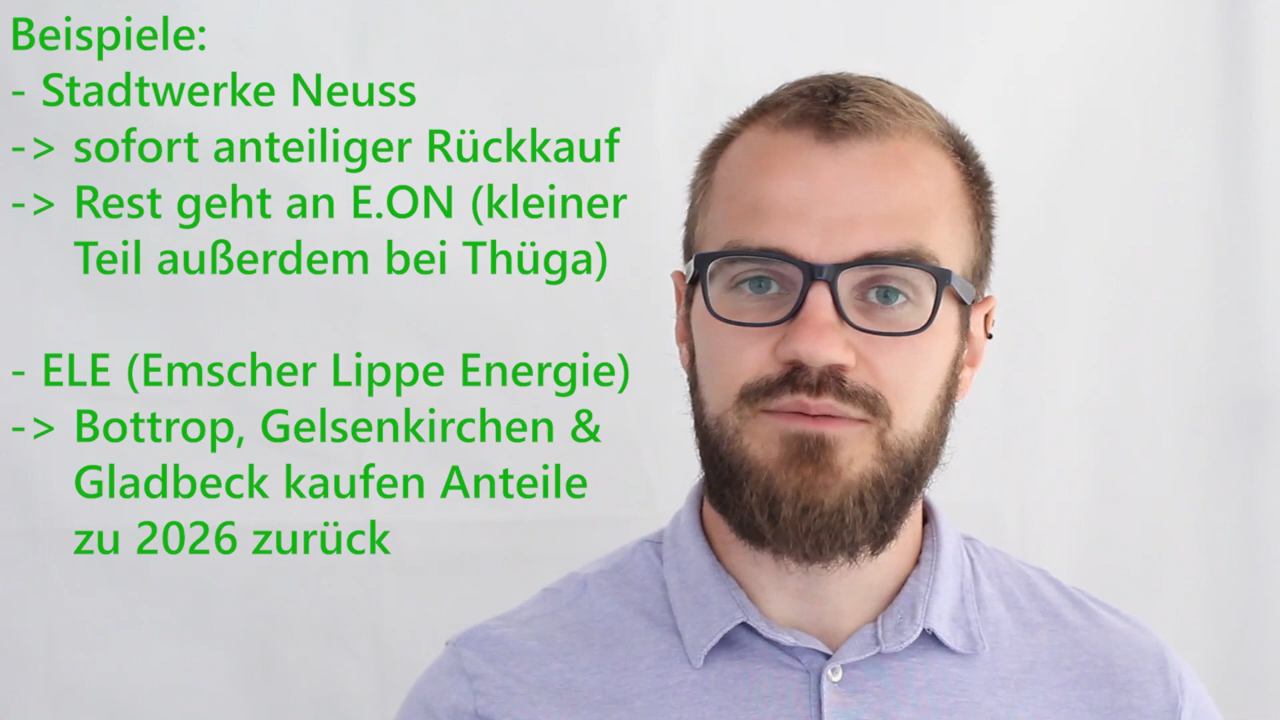 Beispiele:
- Stadtwerke Neuss
-> sofort anteiliger Rückkauf
-> Rest geht an E.ON (kleiner
Teil außerdem bei Thüga)
- ELE (Emscher Lippe Energie)
-> Bottrop, Gelsenkirchen &
Gladbeck kaufen Anteile
zu 2026 zurück